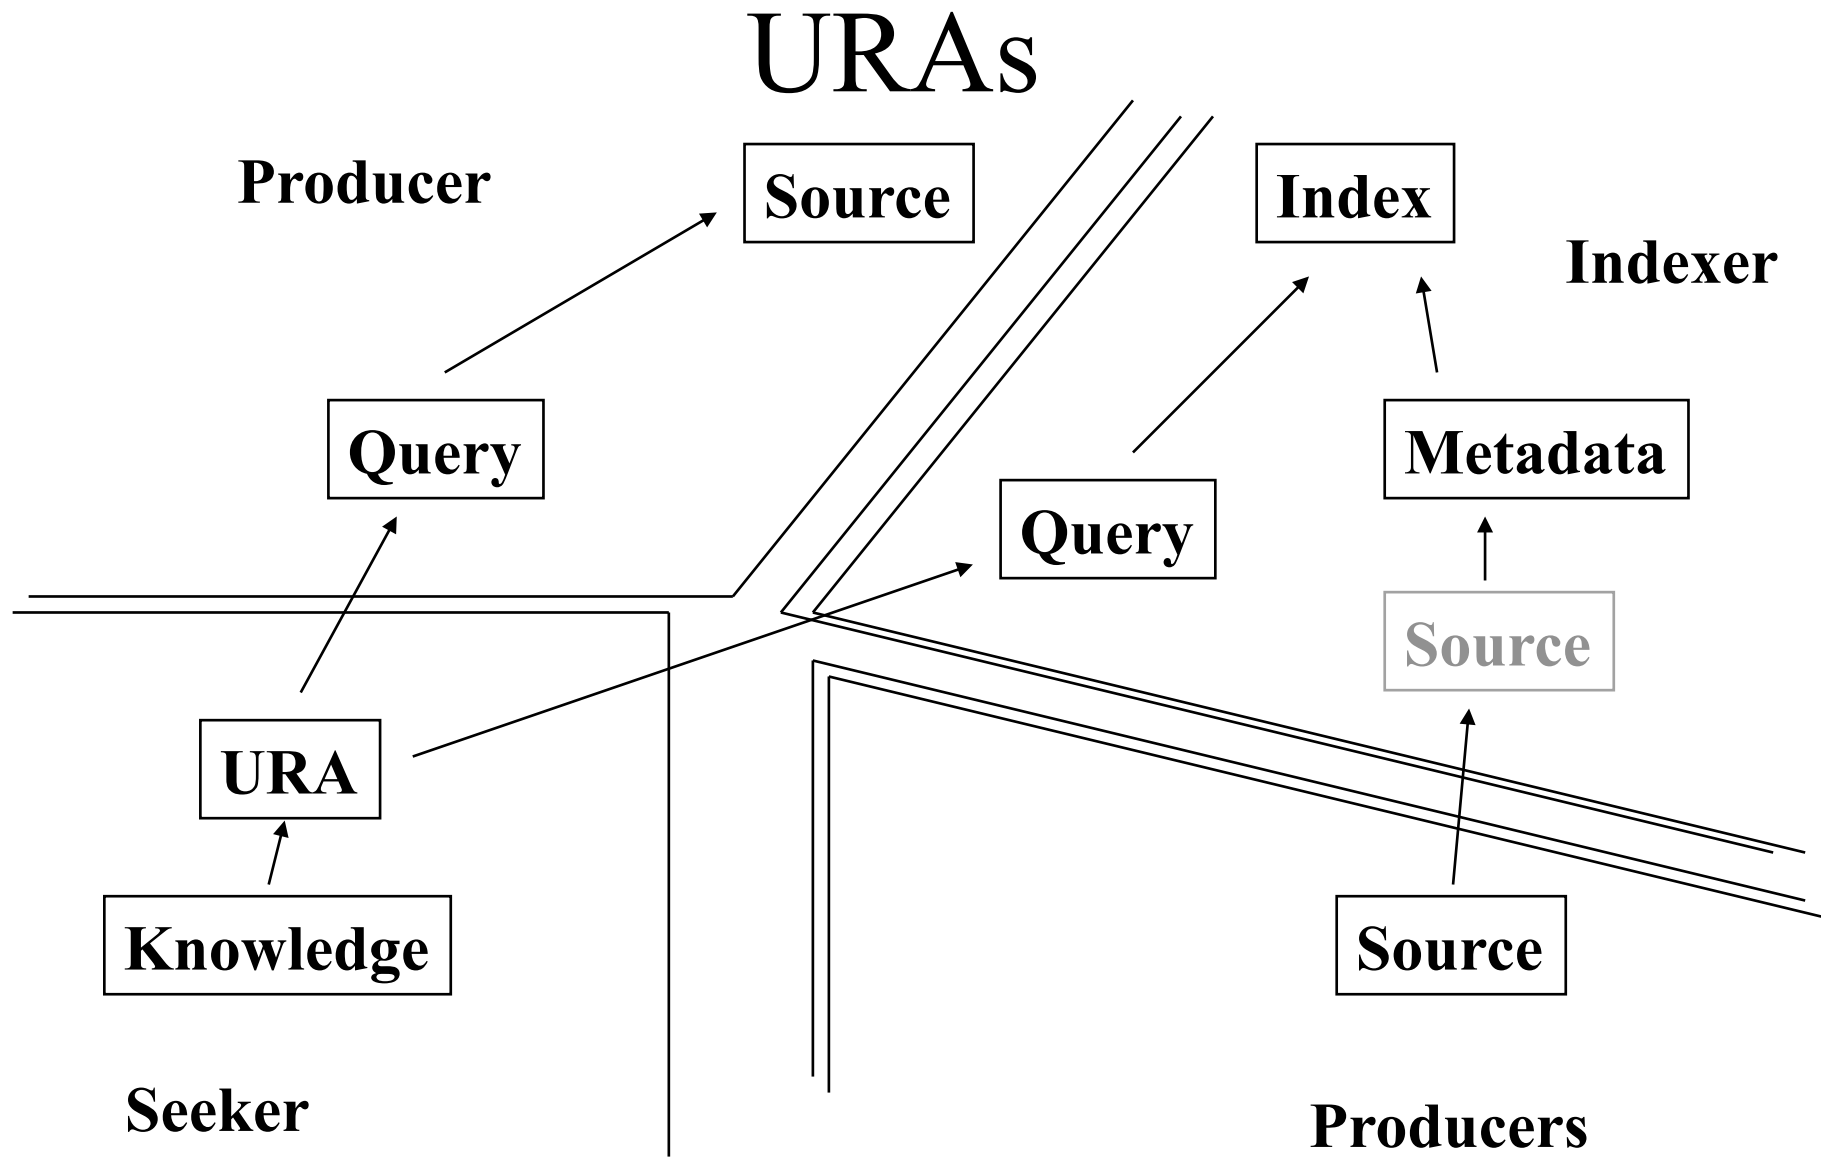 URAs
Producer
Source
Index
Indexer
Query
Metadata
Query
Source
URA
Knowledge
Source
Seeker
Producers